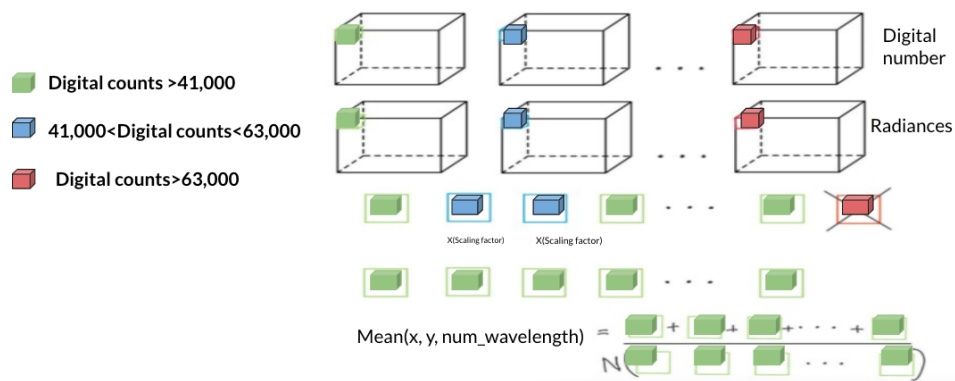 Digital
number
Digital counts >41,000
41,000<Digital counts<63,000
Radiances
Digital counts>63,000
X(Scaling factor) X(Scaling factor)
Mean(x, y, num_wavelength) = + + + · · · +
N( · · · )